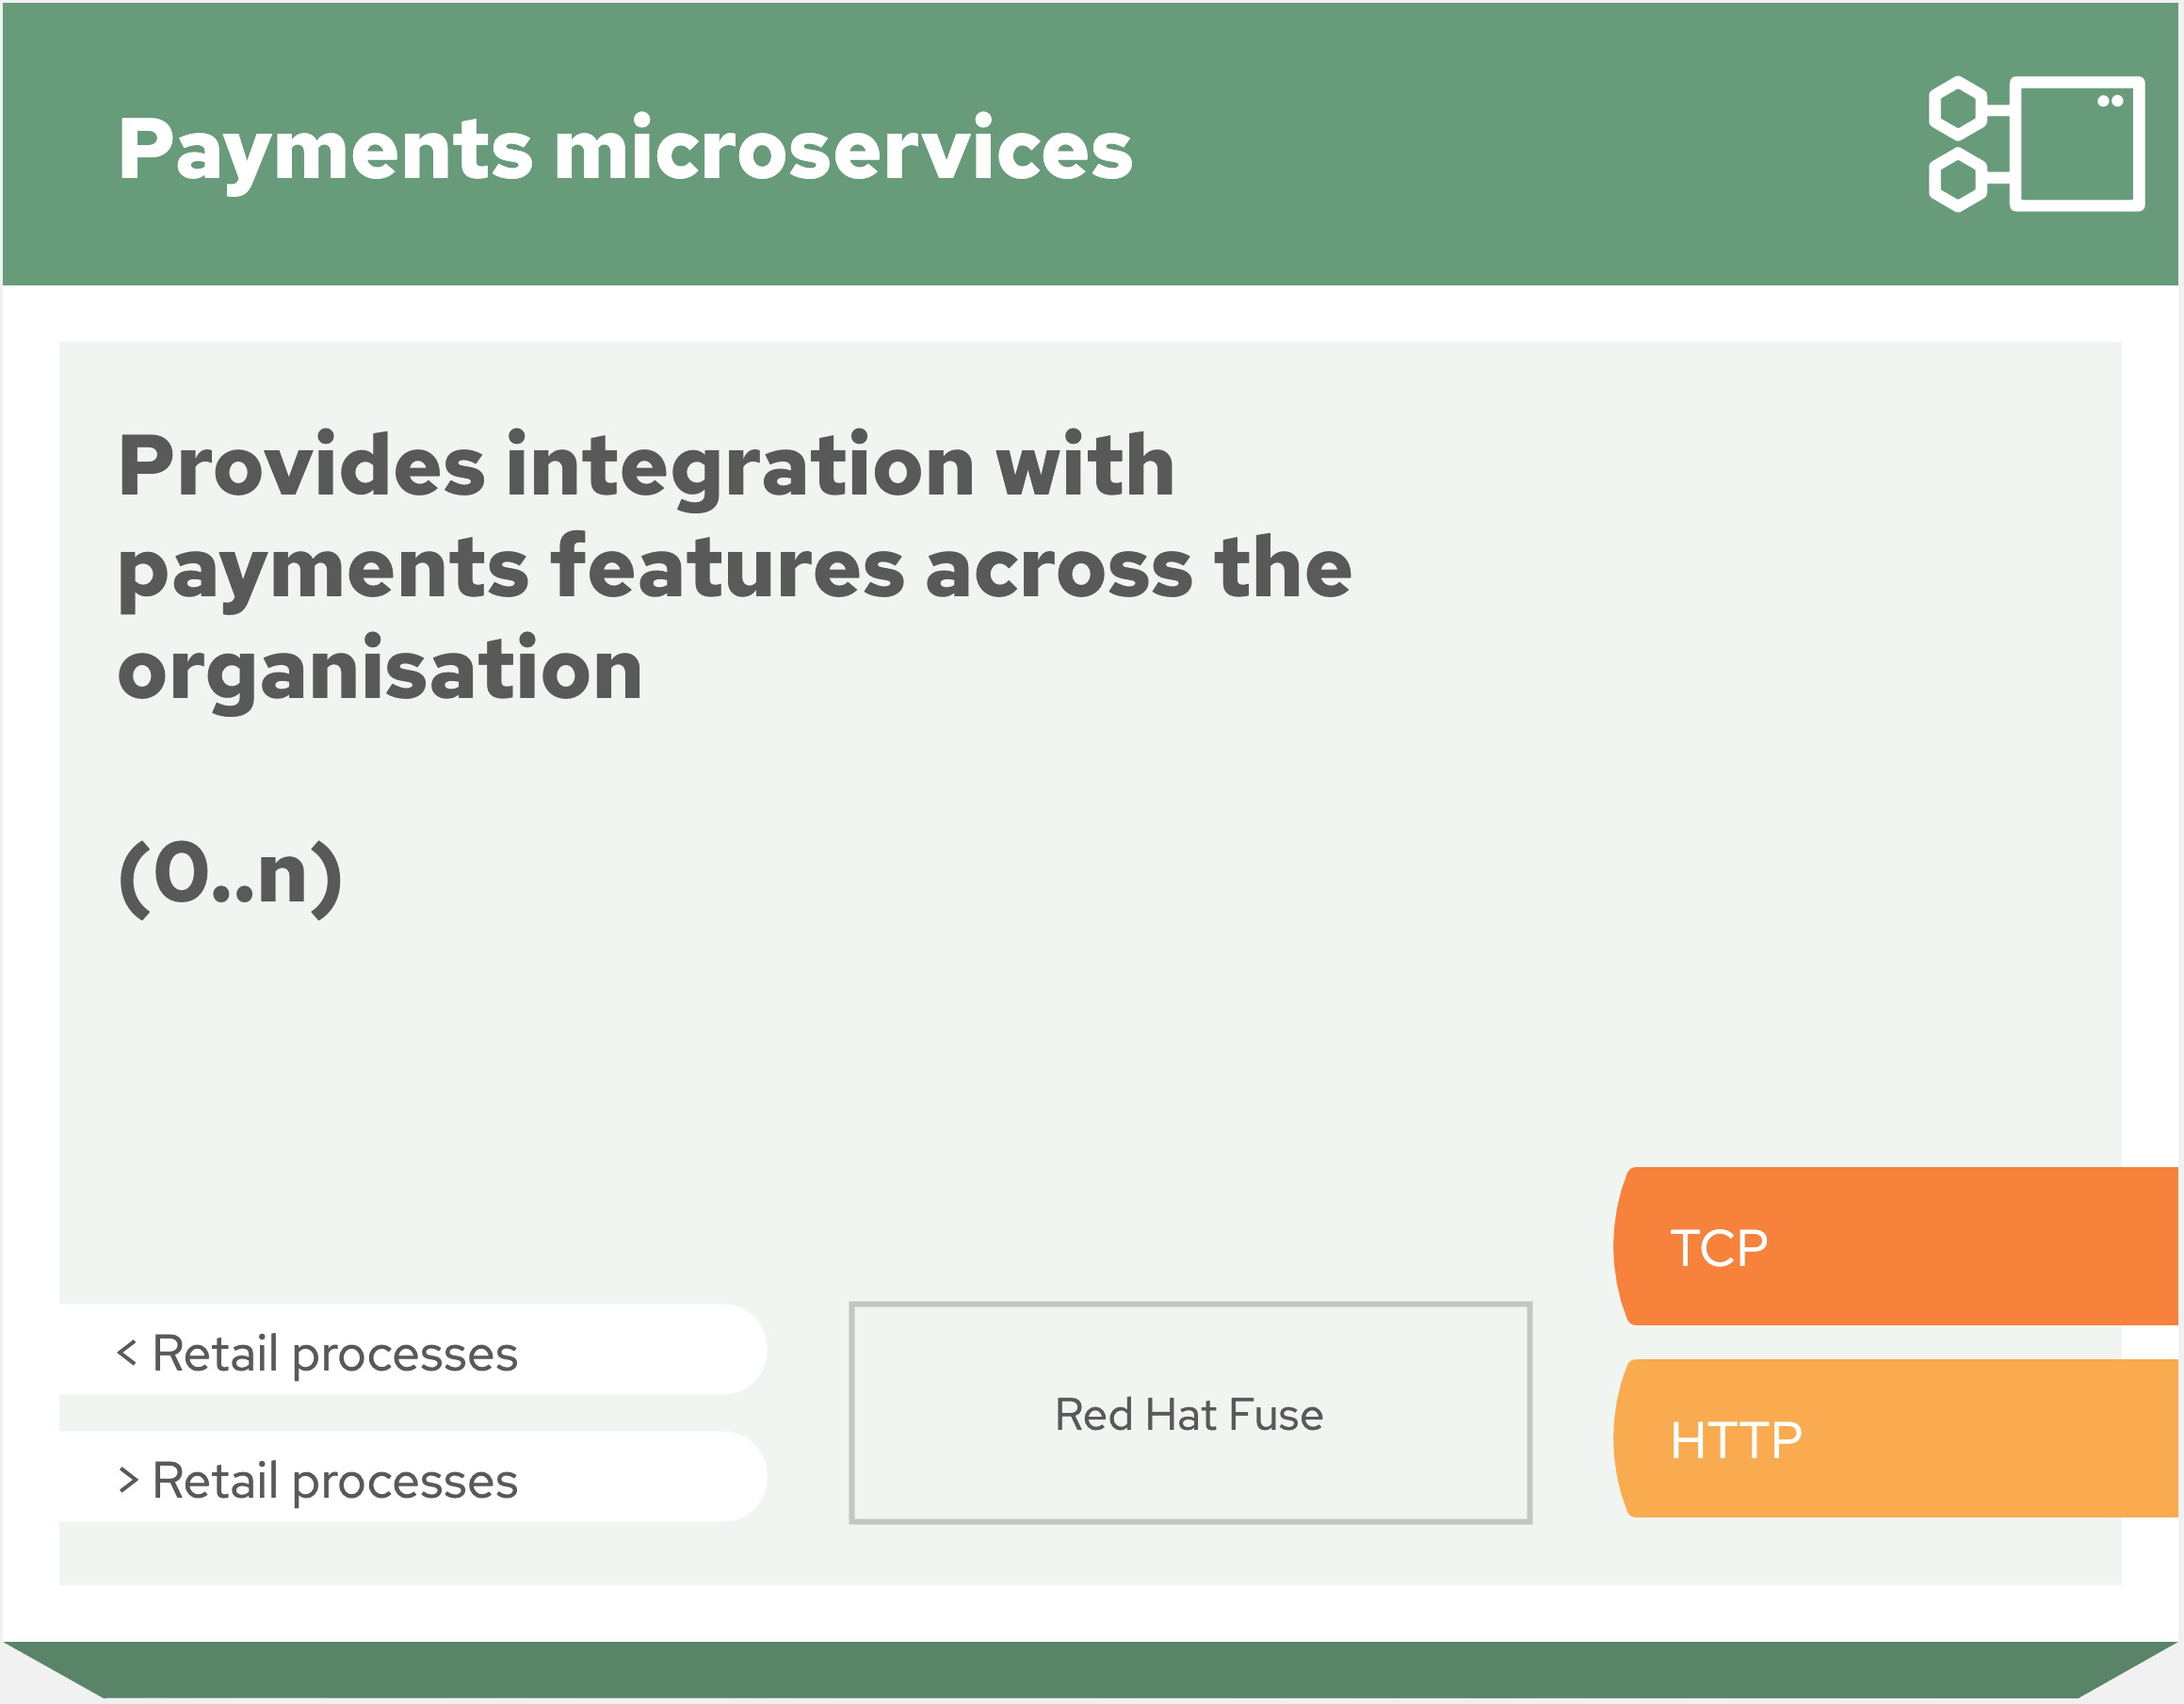 Payments microservices
Provides integration with
payments features across the
organisation
(0..n)
TCP
< Retail processes
Red Hat Fuse
HTTP
> Retail processes